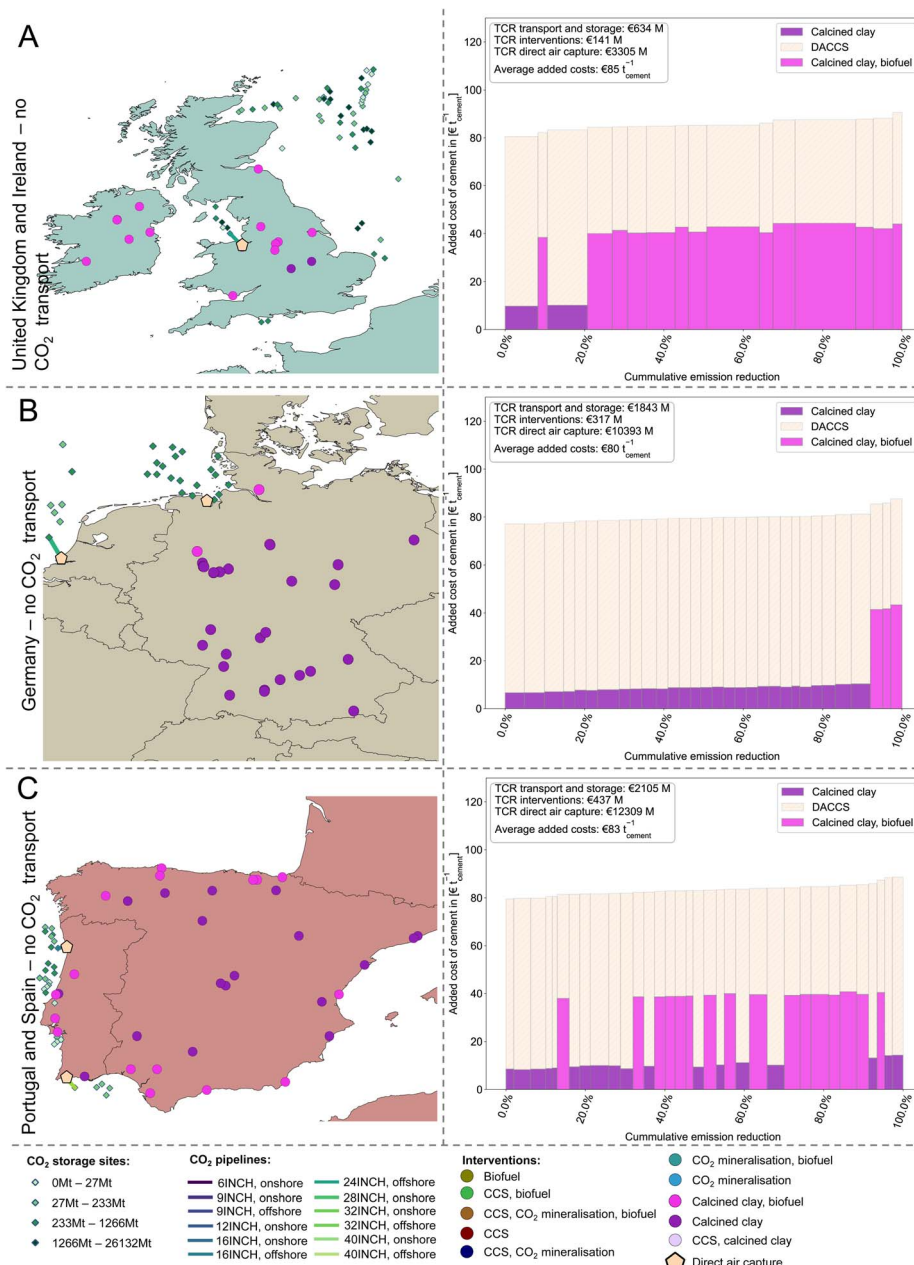 A
United Kingdom and Ireland – no
CO2 transport
TCR transport and storage: €634 M
TCR interventions: €141 M
TCR direct air capture: €3305 M
Average added costs: €85 t−1cement
Calcined clay
DACCS
Calcined clay, biofuel
Added cost of cement in [€ t−1cement]
120
100
80
60
40
20
0
0.0%
20.0%
40.0%
60.0%
80.0%
100.0%
Cummulative emission reduction
B
Germany – no CO2 transport
TCR transport and storage: €1843 M
TCR interventions: €317 M
TCR direct air capture: €10393 M
Average added costs: €80 t−1cement
Calcined clay
DACCS
Calcined clay, biofuel
Added cost of cement in [€ t−1cement]
120
100
80
60
40
20
0
0.0%
20.0%
40.0%
60.0%
80.0%
100.0%
Cummulative emission reduction
C
Portugal and Spain – no CO2 transport
TCR transport and storage: €2105 M
TCR interventions: €437 M
TCR direct air capture: €12309 M
Average added costs: €83 t−1cement
Calcined clay
DACCS
Calcined clay, biofuel
Added cost of cement in [€ t−1cement]
120
100
80
60
40
20
0
0.0%
20.0%
40.0%
60.0%
80.0%
100.0%
Cummulative emission reduction
CO2 storage sites:
0Mt – 27Mt
27Mt – 233Mt
233Mt – 1266Mt
1266Mt – 26132Mt
CO2 pipelines:
6INCH, onshore
9INCH, onshore
9INCH, offshore
12INCH, onshore
16INCH, onshore
16INCH, offshore
24INCH, offshore
28INCH, onshore
32INCH, onshore
32INCH, offshore
40INCH, onshore
40INCH, offshore
Interventions:
Biofuel
CCS, biofuel
CCS, CO2 mineralisation, biofuel
CCS
CCS, CO2 mineralisation
CO2 mineralisation, biofuel
CO2 mineralisation
Calcined clay, biofuel
Calcined clay
CCS, calcined clay
Direct air capture